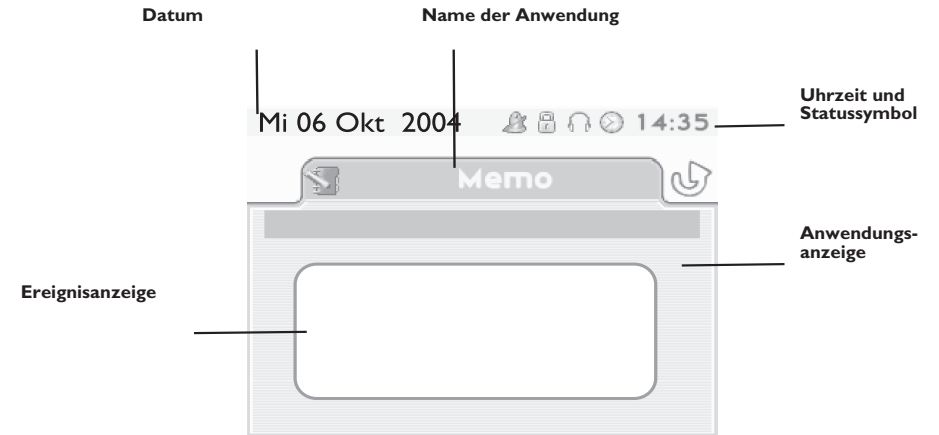 Datum
Name der Anwendung
Uhrzeit und
Statussymbol
Mi 06 Okt 2004
14:35
Memo
Anwendungs-
anzeige
Ereignisanzeige